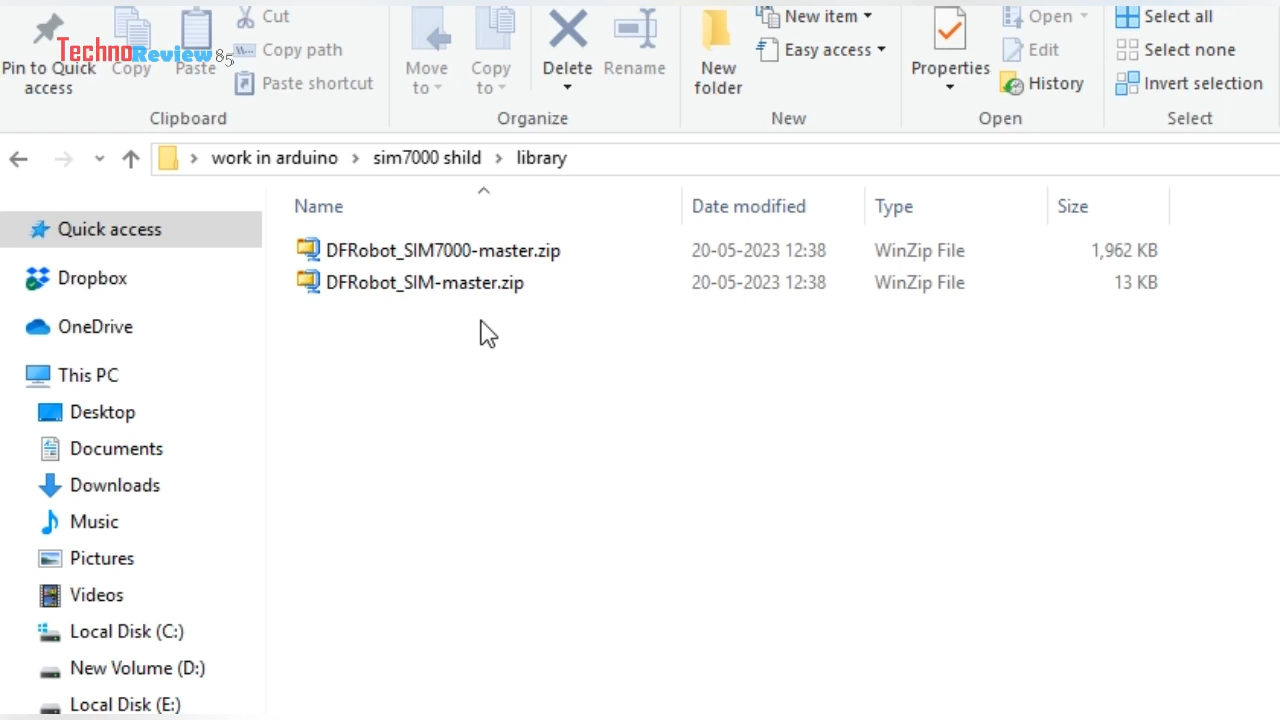 TechnoReview85
Cut
Copy path
Paste shortcut
Pin to Quick
access
Copy
Paste
Clipboard
Move
to
Copy
to
Delete
Rename
Organize
New
folder
New item
Easy access
New
Properties
Open
Edit
History
Open
Select all
Select none
Invert selection
Select
work in arduino > sim7000 shild > library
Name Date modified Type Size
DFRobot_SIM7000-master.zip 20-05-2023 12:38 WinZip File 1,962 KB
DFRobot_SIM-master.zip 20-05-2023 12:38 WinZip File 13 KB
Quick access
Dropbox
OneDrive
This PC
Desktop
Documents
Downloads
Music
Pictures
Videos
Local Disk (C:)
New Volume (D:)
Local Disk (E:)